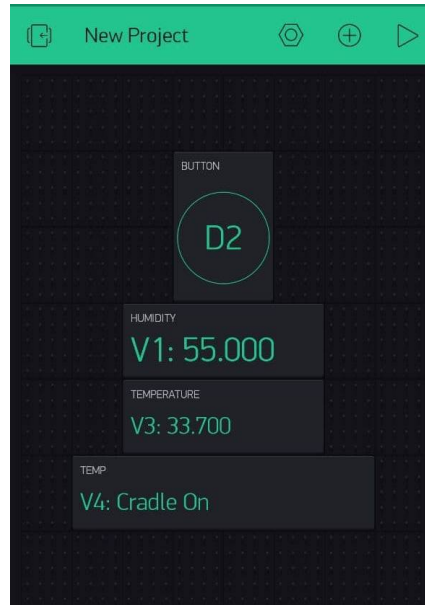 New Project
BUTTON
D2
HUMIDITY
V1: 55.000
TEMPERATURE
V3: 33.700
TEMP
V4: Cradle On